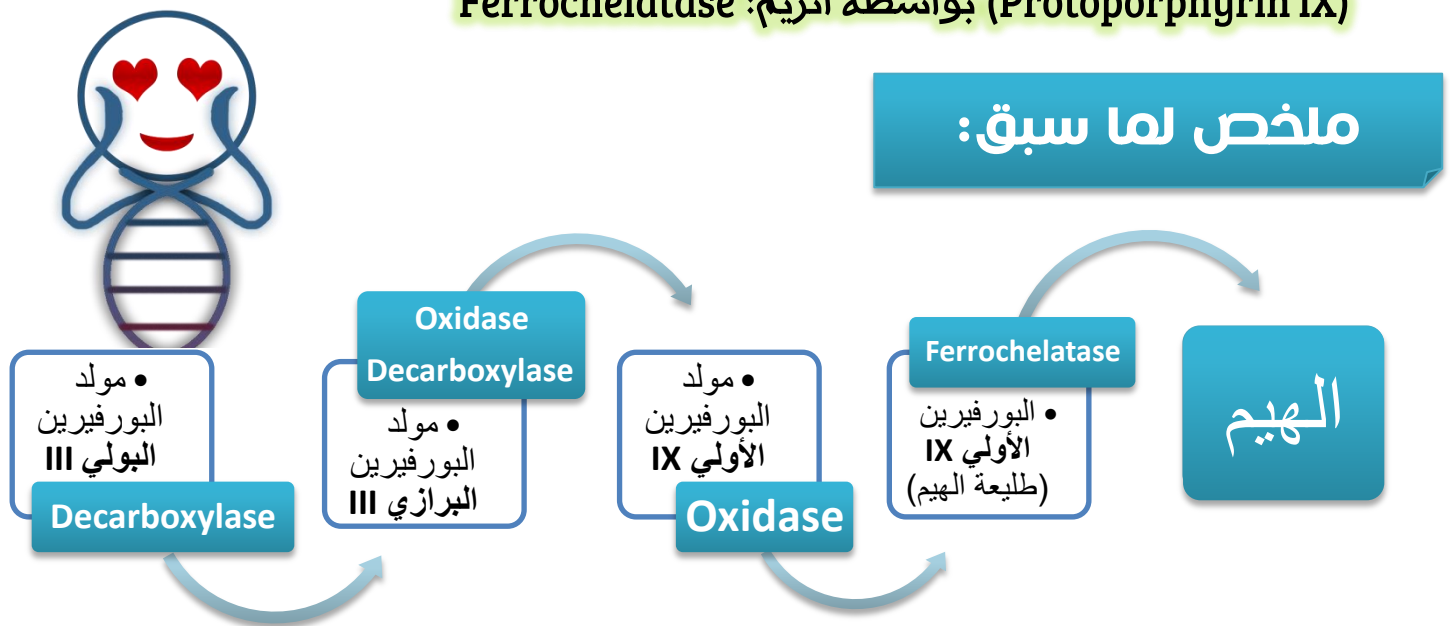 (Protoporphyrin IX) بواسطة انزيم: Ferrochelatase
ملخص لما سبق:
• مولد
البورفيرين
البولي III
Decarboxylase
Oxidase
Decarboxylase
• مولد
البورفيرين
البرازي III
• مولد
البورفيرين
الأولي IX
Oxidase
Ferrochelatase
• البورفيرين
الأولي IX
(طليعة الهيم)
الهيم